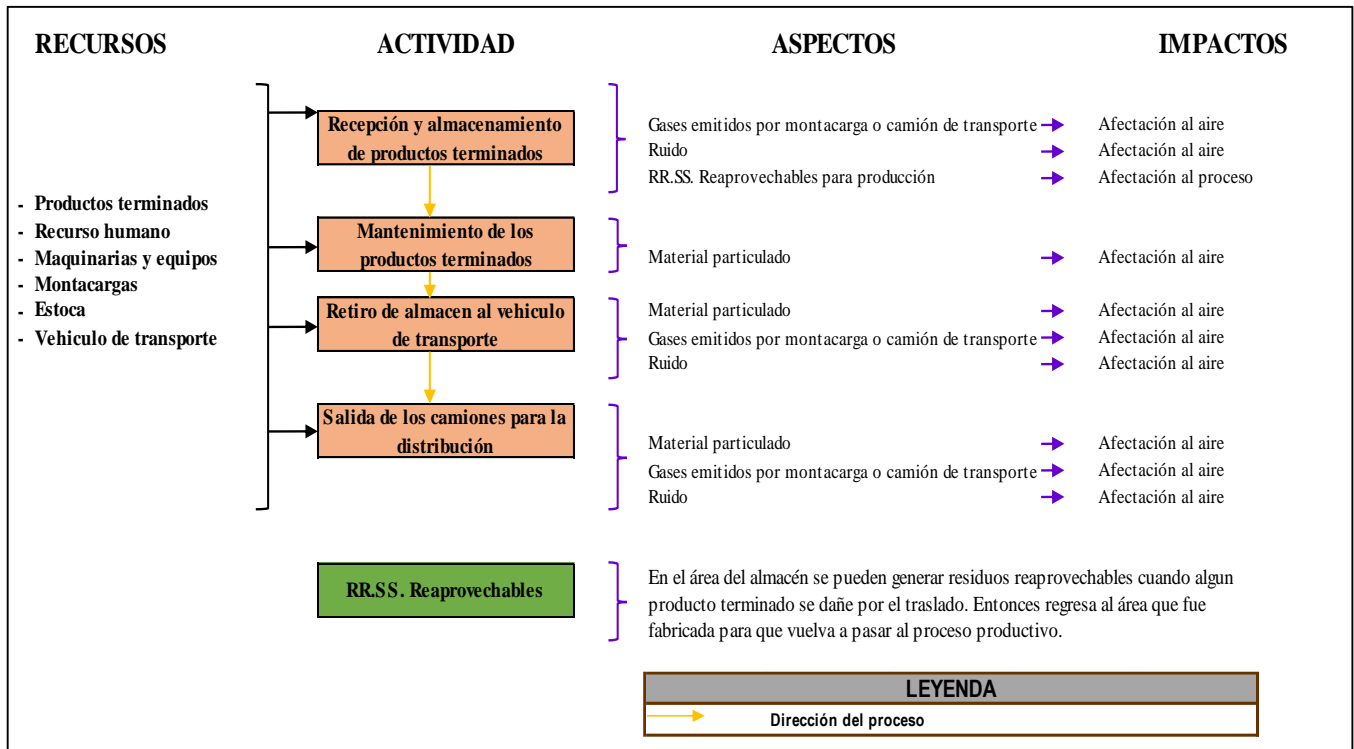 RECURSOS
ACTIVIDAD
ASPECTOS
IMPACTOS
- Productos terminados
- Recurso humano
- Maquinarias y equipos
- Montacargas
- Estoca
- Vehiculo de transporte
Recepción y almacenamiento
de productos terminados
Gases emitidos por montacarga o camión de transporte
Afectación al aire
Ruido
Afectación al aire
RR.SS. Reaprovechables para producción
Afectación al proceso
Mantenimiento de los
productos terminados
Material particulado
Afectación al aire
Retiro de almacen al vehiculo
de transporte
Material particulado
Afectación al aire
Gases emitidos por montacarga o camión de transporte
Afectación al aire
Ruido
Afectación al aire
Salida de los camiones para la
distribución
Material particulado
Afectación al aire
Gases emitidos por montacarga o camión de transporte
Afectación al aire
Ruido
Afectación al aire
RR.SS. Reaprovechables
En el área del almacén se pueden generar residuos reaprovechables cuando algun
producto terminado se dañe por el traslado. Entonces regresa al área que fue
fabricada para que vuelva a pasar al proceso productivo.
LEYENDA
Dirección del proceso